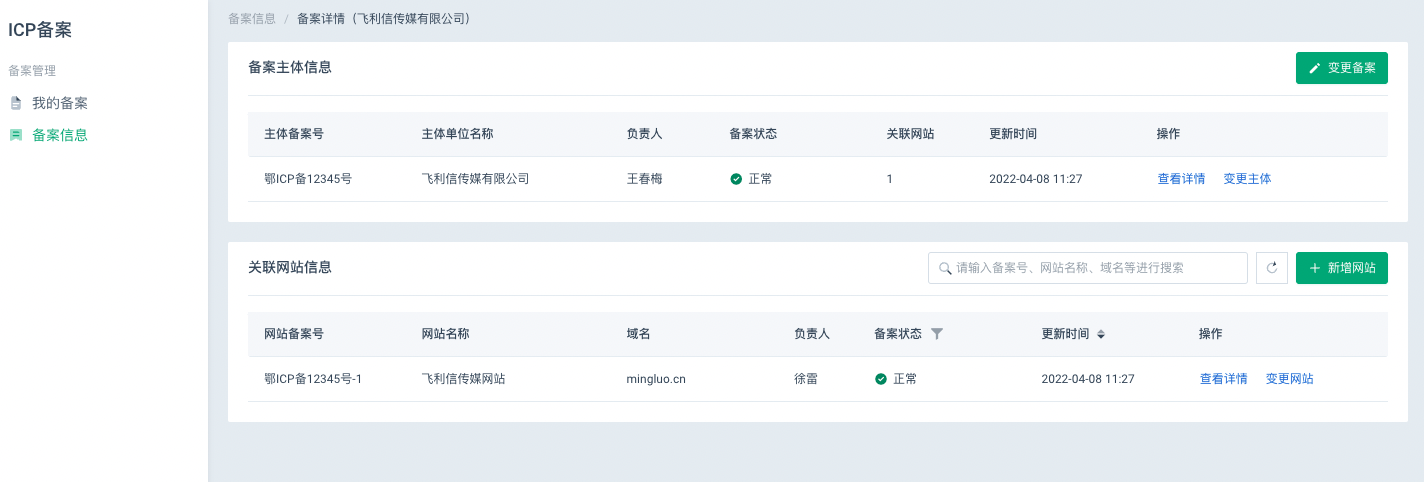 ICP备案
备案管理
我的备案
备案信息
备案信息 / 备案详情（飞利信传媒有限公司）
备案主体信息 变更备案
主体备案号 主体单位名称 负责人 备案状态 关联网站 更新时间 操作
鄂ICP备12345号 飞利信传媒有限公司 王春梅 正常 1 2022-04-08 11:27 查看详情 变更主体
关联网站信息 请输入备案号、网站名称、域名等进行搜索 新增网站
网站备案号 网站名称 域名 负责人 备案状态 更新时间 操作
鄂ICP备12345号-1 飞利信传媒网站 mingluo.cn 徐雷 正常 2022-04-08 11:27 查看详情 变更网站